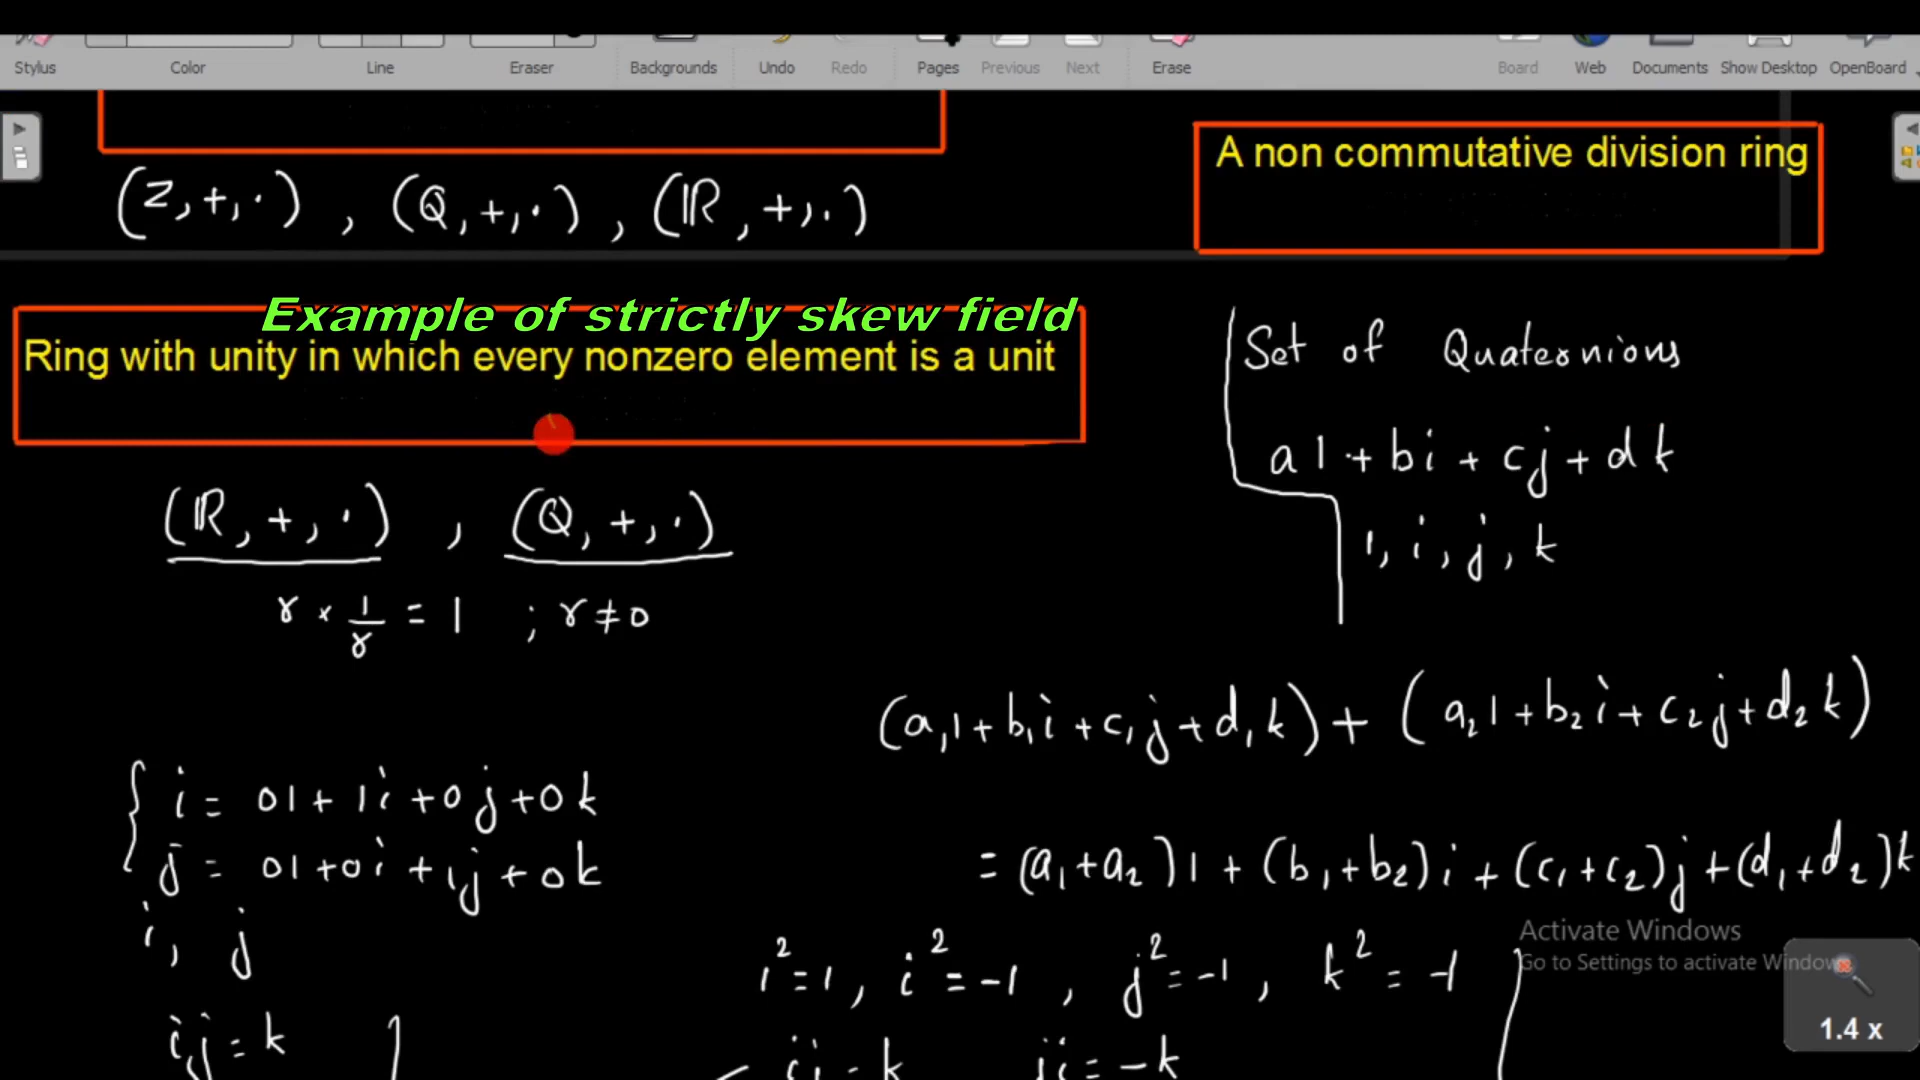 Stylus Color Line Eraser Backgrounds Undo Redo Pages Previous Next Erase Board Web Documents Show Desktop OpenBoard
A non commutative division ring
(Z,+,·) , (Q,+,·) , (ℝ,+,·)
Example of strictly skew field
Ring with unity in which every nonzero element is a unit
Set of Quaternions
a1+bi+cj+dk
1, i, j, k
(ℝ,+,·) , (Q,+,·)
r × 1/r = 1 ; r≠0
(a₁1+b₁i+c₁j+d₁k)+(a₂1+b₂i+c₂j+d₂k)
i = 01+1i+0j+0k
j = 01+0i+1j+0k
=(a₁+a₂)1+(b₁+b₂)i+(c₁+c₂)j+(d₁+d₂)k
i, j
1²=1, i²=-1, j²=-1, k²=-1
Activate Windows
Go to Settings to activate Windows
1.4 x
ij=k
ij=k ji=-k